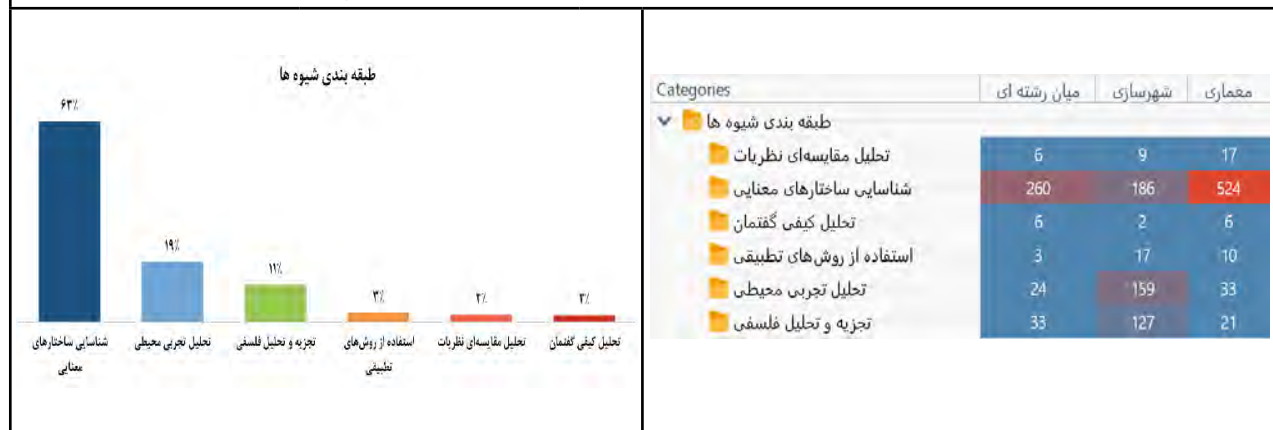 طبقه بندی شیوه ها
۶۳٪
۱۹٪
۱۱٪
۳٪
۲٪
۲٪
شناسایی ساختارهای معنایی
تحلیل تجربی محیطی
تجزیه و تحلیل فلسفی
استفاده از روش‌های تطبیقی
تحلیل مقایسه‌ای نظریات
تحلیل کیفی گفتمان
Categories میان رشته ای شهرسازی معماری
طبقه بندی شیوه ها
تحلیل مقایسه‌ای نظریات 6 9 17
شناسایی ساختارهای معنایی 260 186 524
تحلیل کیفی گفتمان 6 2 6
استفاده از روش‌های تطبیقی 3 17 10
تحلیل تجربی محیطی 24 159 33
تجزیه و تحلیل فلسفی 33 127 21